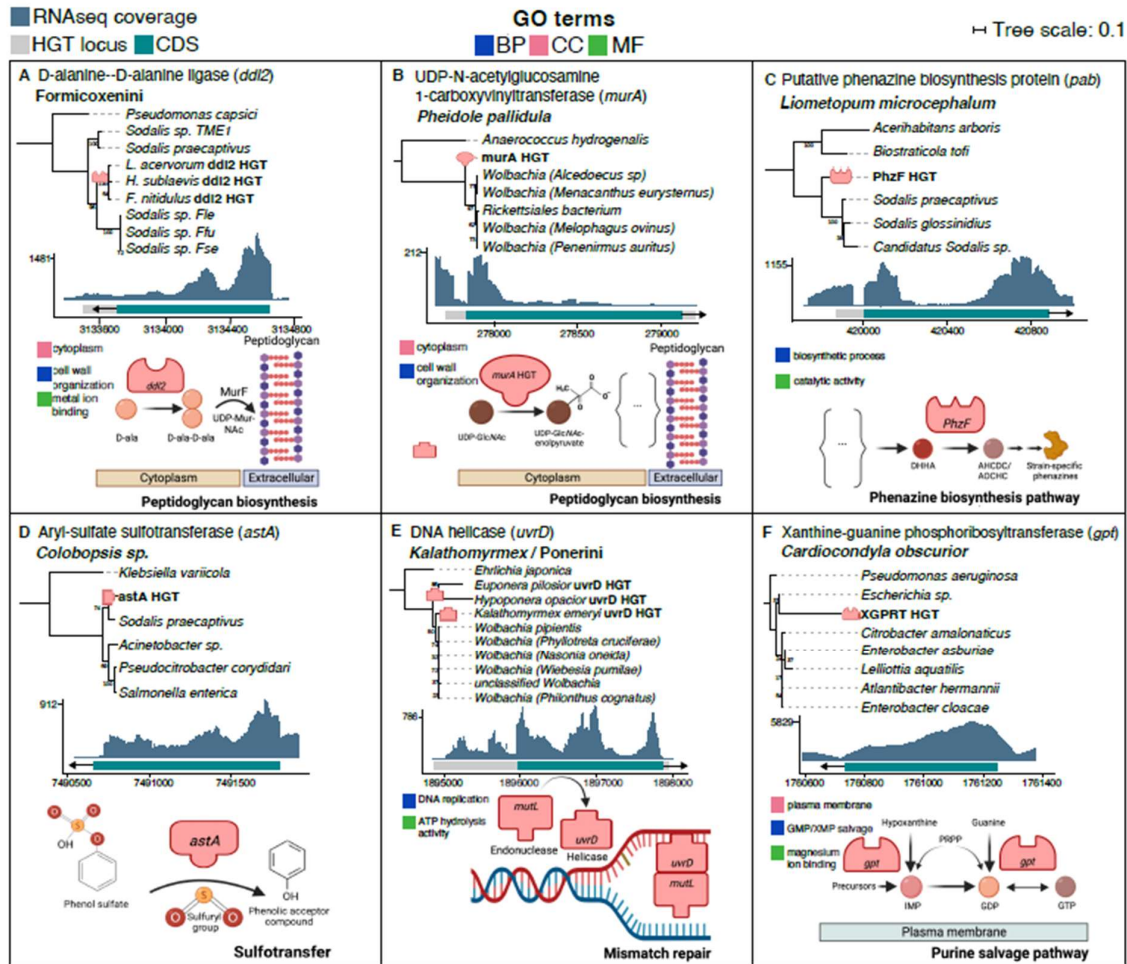 RNAseq coverage
HGT locus CDS
GO terms
BP CC MF
Tree scale: 0.1
A D-alanine--D-alanine ligase (ddl2)
Formicoxenini
Pseudomonas capsici
Sodalis sp. TME1
Sodalis praecaptivus
L. acervorum ddl2 HGT
H. sublaevis ddl2 HGT
F. nitidulus ddl2 HGT
Sodalis sp. Fle
Sodalis sp. Ffu
Sodalis sp. Fse
1481
3133600 3134000 3134400 3134800
cytoplasm
cell wall
organization
metal ion
binding
ddl2
D-ala
D-ala-D-ala
MurF
UDP-Mur-
NAc
Peptidoglycan
Cytoplasm Extracellular
Peptidoglycan biosynthesis
B UDP-N-acetylglucosamine
1-carboxyvinyltransferase (murA)
Pheidole pallidula
Anaerococcus hydrogenalis
murA HGT
Wolbachia (Alcedoecus sp)
Wolbachia (Menacanthus eurysternus)
Rickettsiales bacterium
Wolbachia (Melophagus ovinus)
Wolbachia (Penenirmus auritus)
212
278000 278500 279000
cytoplasm
cell wall
organization
murA HGT
H₃C
O
O⁻
O
UDP-GlcNAc
UDP-GlcNAc-
enolpyruvate
...
Peptidoglycan
Cytoplasm Extracellular
Peptidoglycan biosynthesis
C Putative phenazine biosynthesis protein (pab)
Liometopum microcephalum
Acerihabitans arboris
Biostraticola tofi
PhzF HGT
Sodalis praecaptivus
Sodalis glossinidius
Candidatus Sodalis sp.
1155
420000 420400 420800
biosynthetic process
catalytic activity
...
PhzF
DHHA
AHCDC/
AOCHC
Strain-specific
phenazines
Phenazine biosynthesis pathway
D Aryl-sulfate sulfotransferase (astA)
Colobopsis sp.
Klebsiella variicola
astA HGT
Sodalis praecaptivus
Acinetobacter sp.
Pseudocitrobacter corydidari
Salmonella enterica
912
7490500 7491000 7491500
O
O
S
OH
O
Phenol sulfate
astA
S
O
O
Sulfuryl
group
OH
Phenolic acceptor
compound
Sulfotransfer
E DNA helicase (uvrD)
Kalathomyrmex / Ponerini
Ehrlichia japonica
Euponera pilosior uvrD HGT
Hypoponera opacior uvrD HGT
Kalathomyrmex emeryi uvrD HGT
Wolbachia pipientis
Wolbachia (Phyllotreta cruciferae)
Wolbachia (Nasonia oneida)
Wolbachia (Wiebesia pumilae)
unclassified Wolbachia
Wolbachia (Philonthus cognatus)
786
1895000 1896000 1897000 1898000
DNA replication
ATP hydrolysis
activity
mutL
Endonuclease
uvrD
Helicase
uvrD
mutL
Mismatch repair
F Xanthine-guanine phosphoribosyltransferase (gpt)
Cardiocondyla obscurior
Pseudomonas aeruginosa
Escherichia sp.
XGPRT HGT
Citrobacter amalonaticus
Enterobacter asburiae
Lelliottia aquatilis
Atlantibacter hermannii
Enterobacter cloacae
5829
1760600 1760800 1761000 1761200 1761400
plasma membrane
GMP/XMP salvage
magnesium
ion binding
Hypoxanthine
Guanine
PRPP
gpt
gpt
Precursors
IMP
GDP
GTP
Plasma membrane
Purine salvage pathway